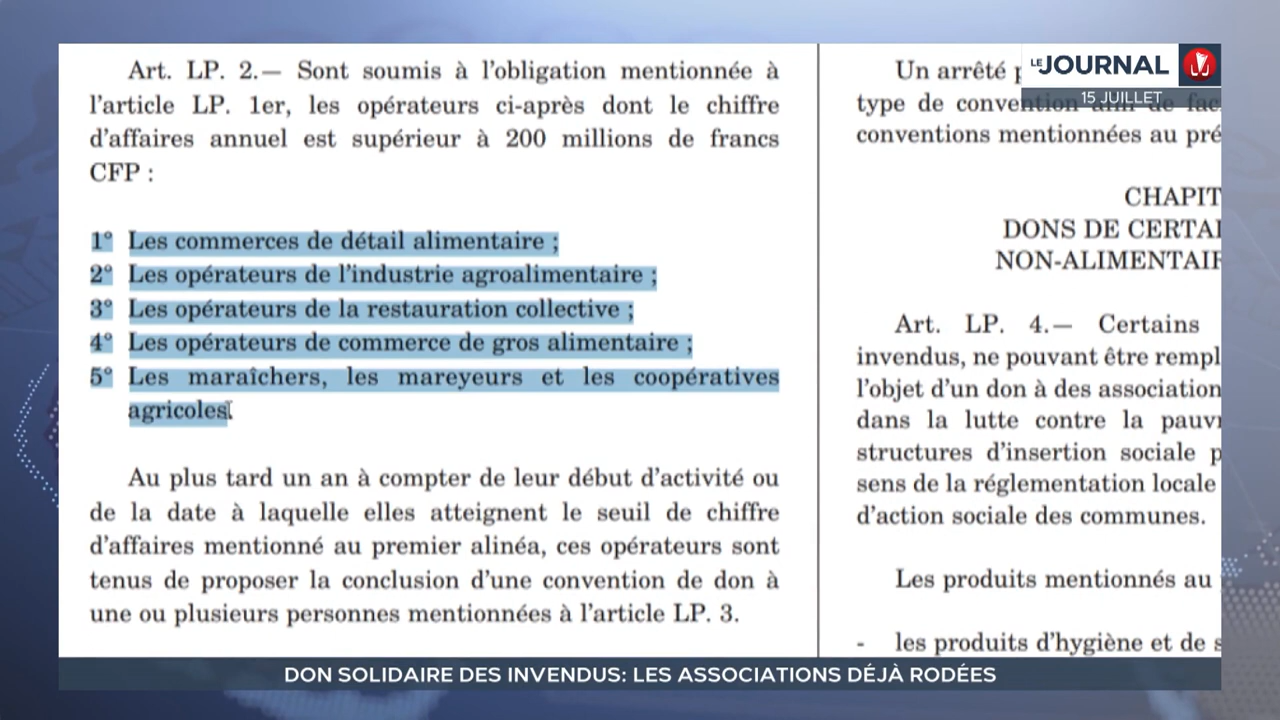 Art. LP. 2.— Sont soumis à l'obligation mentionnée à
l'article LP. 1er, les opérateurs ci-après dont le chiffre
d'affaires annuel est supérieur à 200 millions de francs
CFP :
1° Les commerces de détail alimentaire ;
2° Les opérateurs de l'industrie agroalimentaire ;
3° Les opérateurs de la restauration collective ;
4° Les opérateurs de commerce de gros alimentaire ;
5° Les maraîchers, les mareyeurs et les coopératives
agricoles.
Au plus tard un an à compter de leur début d'activité ou
de la date à laquelle elles atteignent le seuil de chiffre
d'affaires mentionné au premier alinéa, ces opérateurs sont
tenus de proposer la conclusion d'une convention de don à
une ou plusieurs personnes mentionnées à l'article LP. 3.
Un arrêté
type de convention afin de fac
conventions mentionnées au pré
CHAPIT
DONS DE CERTAI
NON-ALIMENTAIR
Art. LP. 4.— Certains
invendus, ne pouvant être rempl
l'objet d'un don à des association
dans la lutte contre la pauvr
structures d'insertion sociale p
sens de la réglementation locale
d'action sociale des communes.
Les produits mentionnés au
- les produits d'hygiène et de s
LE JOURNAL
15 JUILLET
DON SOLIDAIRE DES INVENDUS: LES ASSOCIATIONS DÉJÀ RODÉES